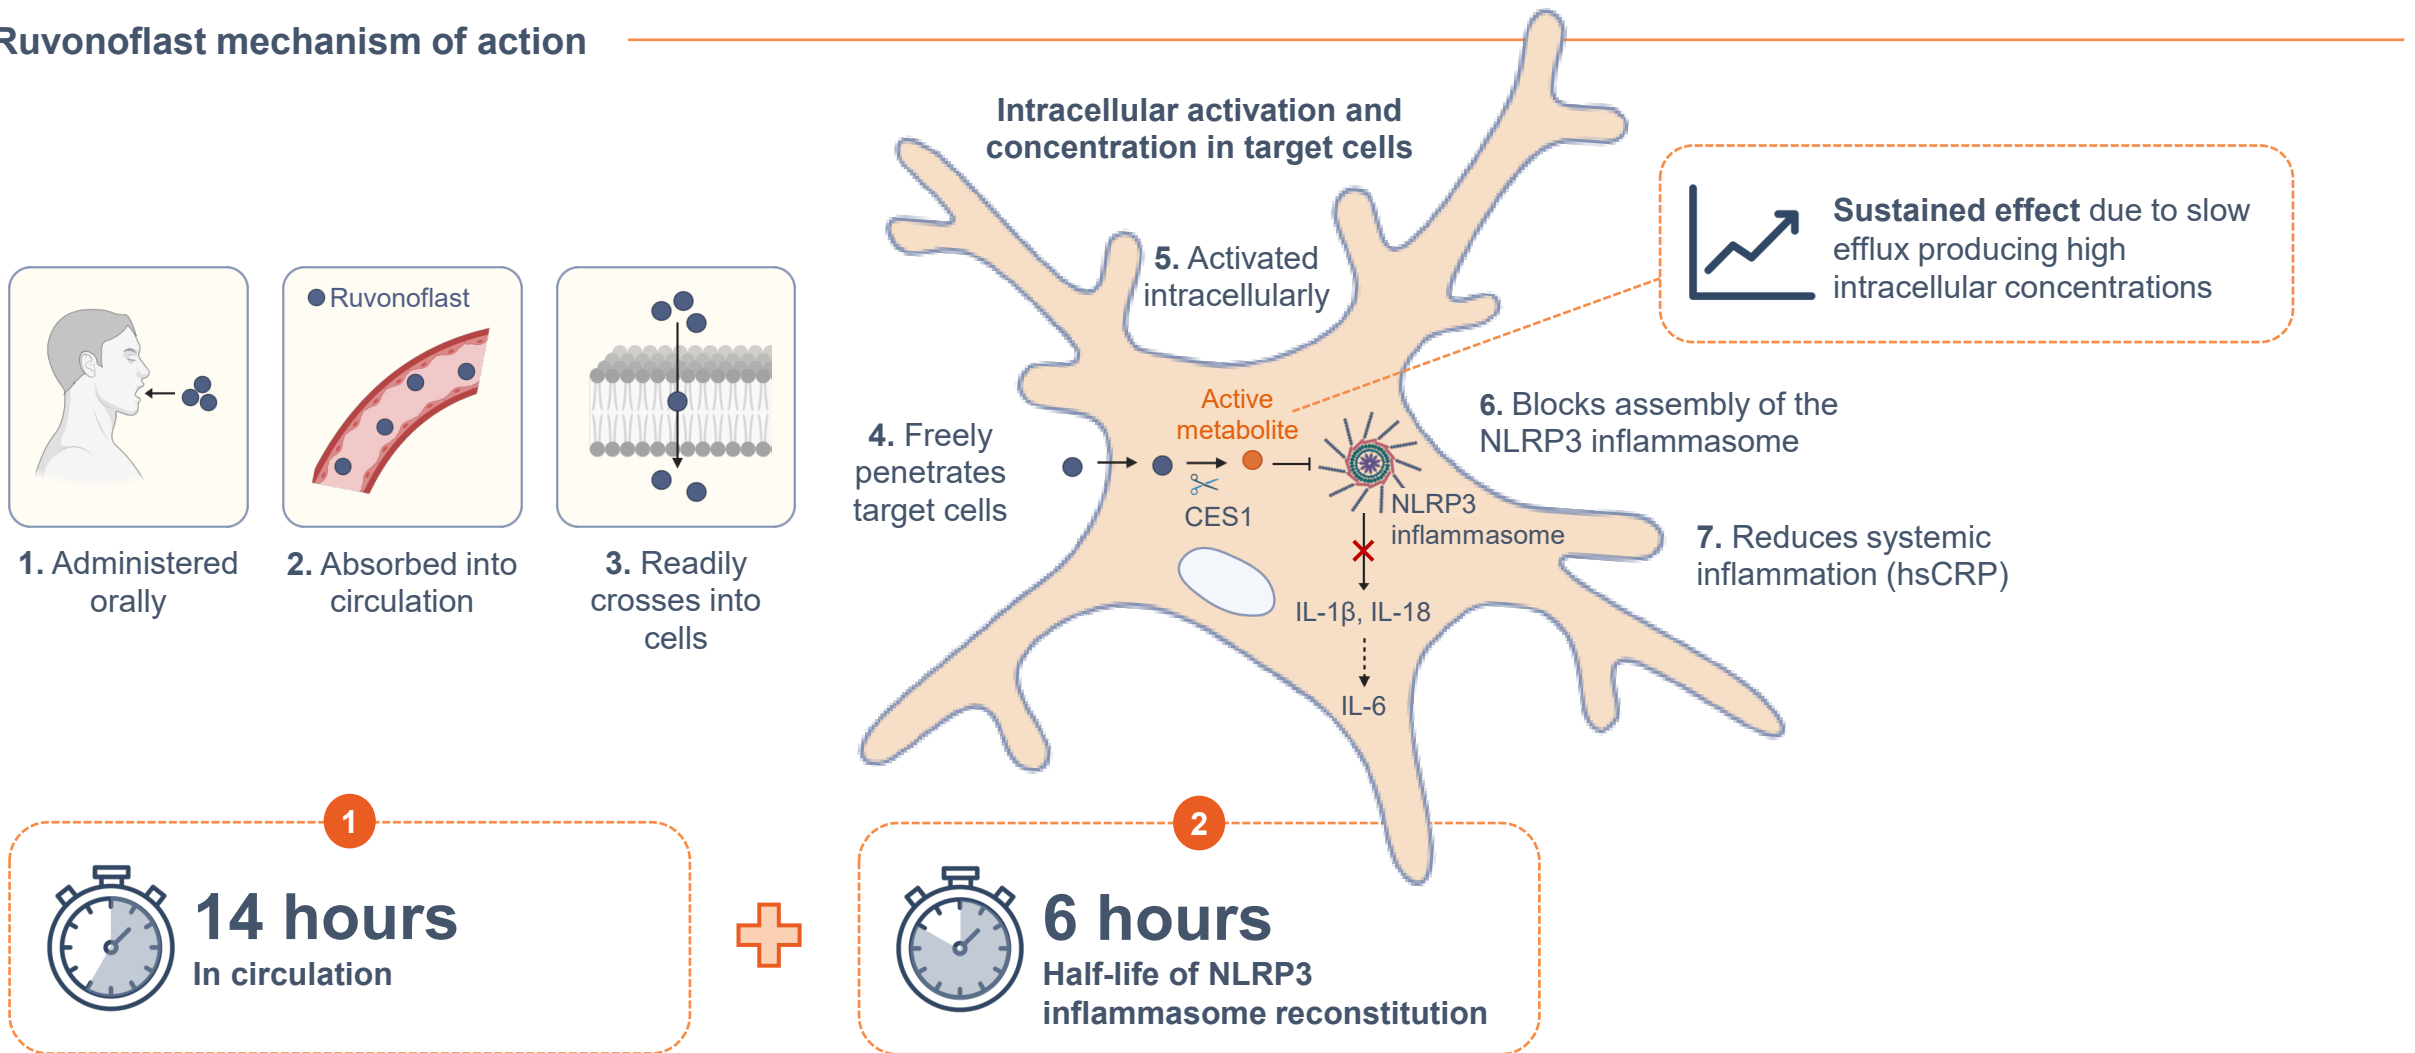 Ruvonoflast mechanism of action
Intracellular activation and
concentration in target cells
Ruvonoflast
1. Administered
orally
2. Absorbed into
circulation
3. Readily
crosses into
cells
4. Freely
penetrates
target cells
5. Activated
intracellularly
Active
metabolite
CES1
NLRP3
inflammasome
IL-1β, IL-18
IL-6
Sustained effect due to slow
efflux producing high
intracellular concentrations
6. Blocks assembly of the
NLRP3 inflammasome
7. Reduces systemic
inflammation (hsCRP)
1
14 hours
In circulation
2
6 hours
Half-life of NLRP3
inflammasome reconstitution